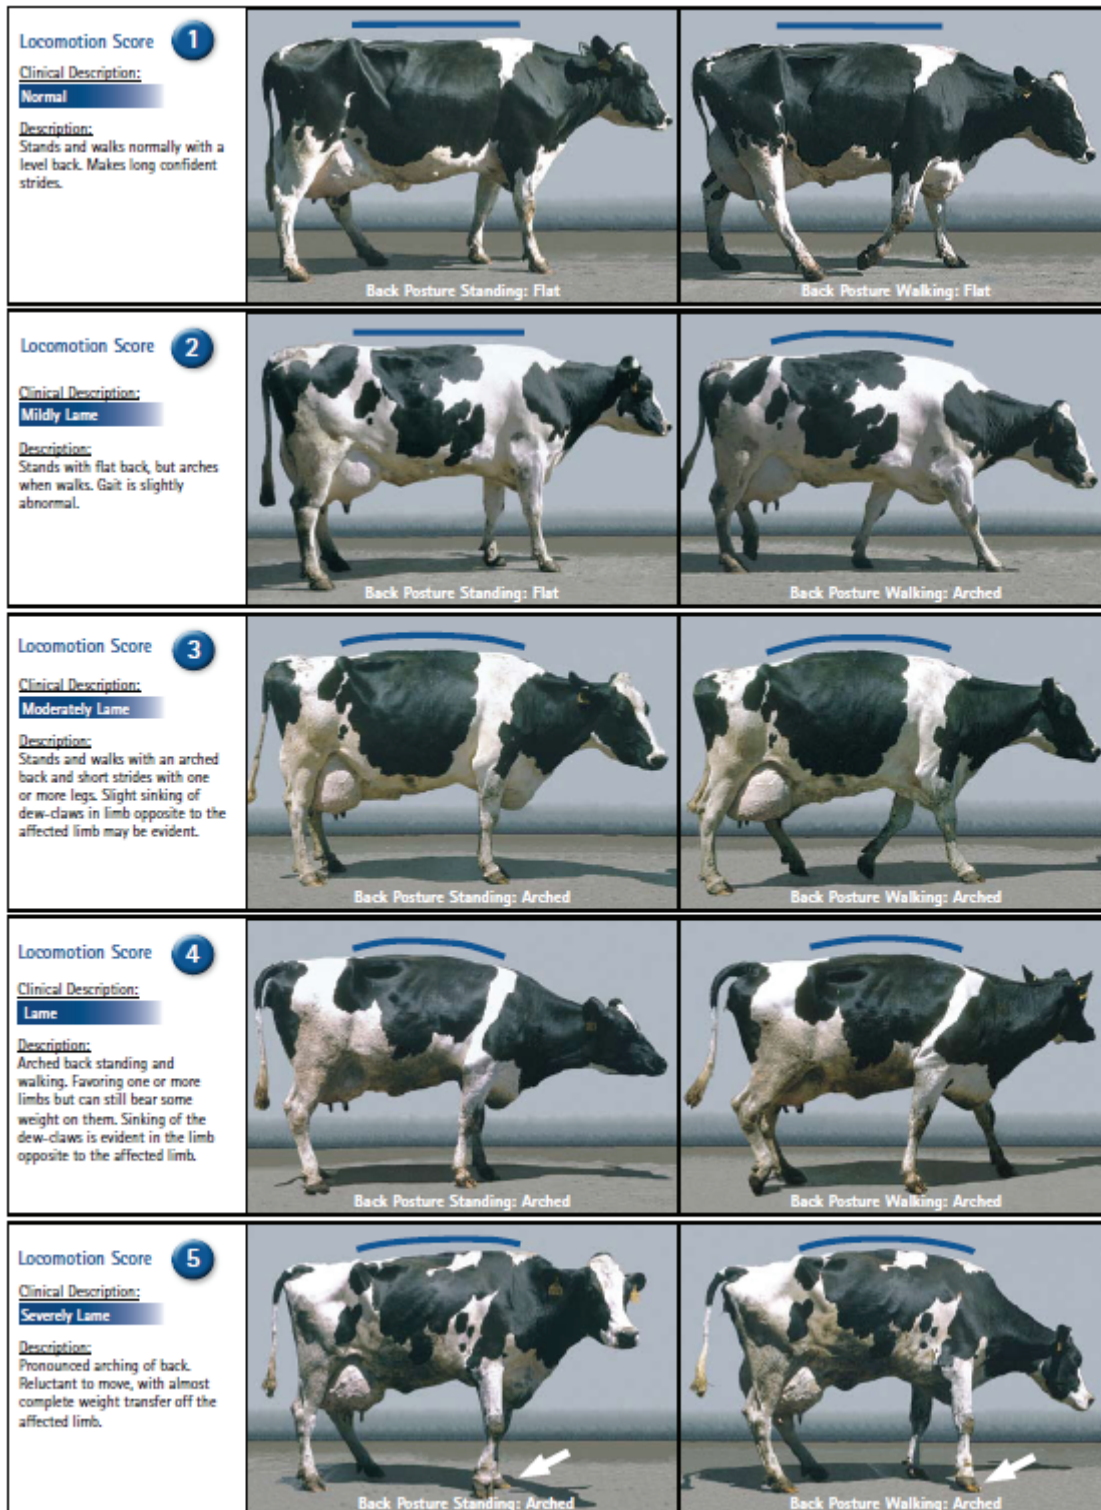 Locomotion Score 1
Clinical Description:
Normal
Description:
Stands and walks normally with a
level back. Makes long confident
strides.
Back Posture Standing: Flat
Back Posture Walking: Flat
Locomotion Score 2
Clinical Description:
Mildly Lame
Description:
Stands with flat back, but arches
when walks. Gait is slightly
abnormal.
Back Posture Standing: Flat
Back Posture Walking: Arched
Locomotion Score 3
Clinical Description:
Moderately Lame
Description:
Stands and walks with an arched
back and short strides with one
or more legs. Slight sinking of
dew-claws in limb opposite to the
affected limb may be evident.
Back Posture Standing: Arched
Back Posture Walking: Arched
Locomotion Score 4
Clinical Description:
Lame
Description:
Arched back standing and
walking. Favoring one or more
limbs but can still bear some
weight on them. Sinking of the
dew-claws is evident in the limb
opposite to the affected limb.
Back Posture Standing: Arched
Back Posture Walking: Arched
Locomotion Score 5
Clinical Description:
Severely Lame
Description:
Pronounced arching of back.
Reluctant to move, with almost
complete weight transfer off the
affected limb.
Back Posture Standing: Arched
Back Posture Walking: Arched